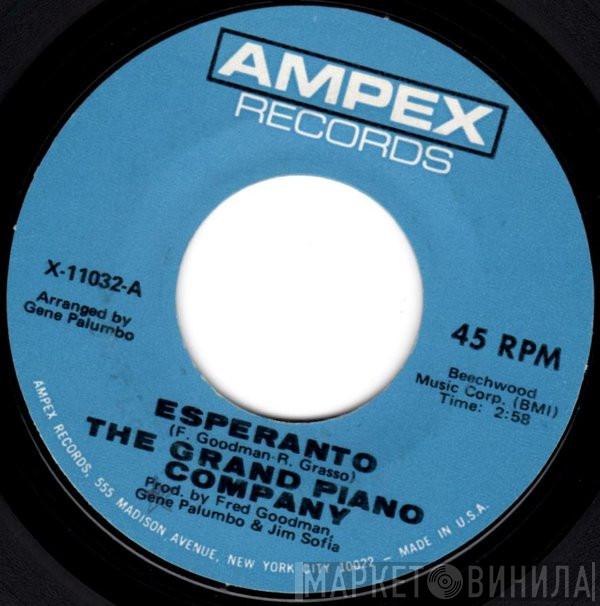 AMPEX
RECORDS
X-11032-A
Arranged by
Gene Palumbo
45 RPM
Beechwood
Music Corp. (BMI)
Time: 2:58
ESPERANTO
(F. Goodman-R. Grasso)
THE GRAND PIANO
COMPANY
Prod. by Fred Goodman,
Gene Palumbo & Jim Sofia
AMPEX RECORDS, 555 MADISON AVENUE, NEW YORK CITY 10022 - MADE IN U.S.A.
МАРКЕТ ВИНИЛА